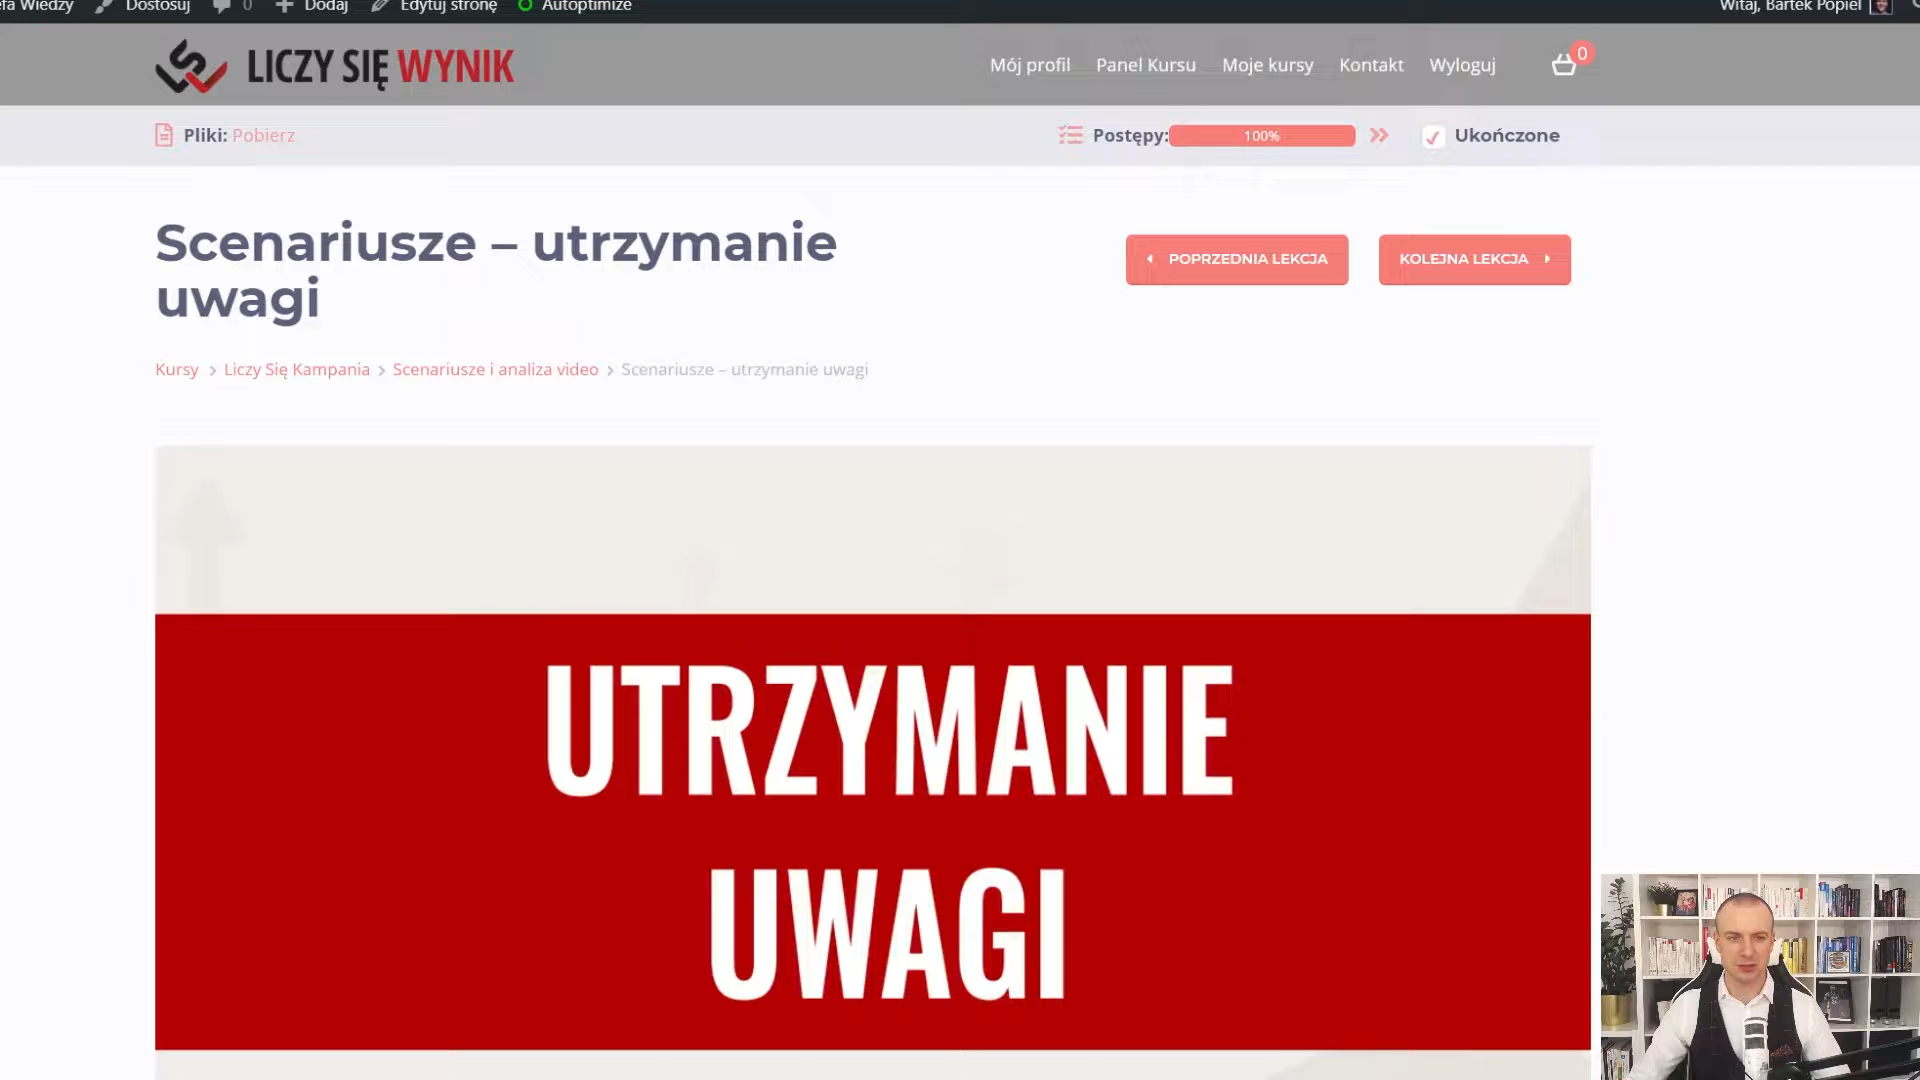 Wiedzy Dostosuj 0 Dodaj Edytuj stronę Autoptimize Witaj, Bartek Popiel
LICZY SIĘ WYNIK
Mój profil Panel Kursu Moje kursy Kontakt Wyloguj 0
Pliki: Pobierz
Postępy: 100% Ukończone
Scenariusze – utrzymanie
uwagi
POPRZEDNIA LEKCJA KOLEJNA LEKCJA
Kursy > Liczy Się Kampania > Scenariusze i analiza video > Scenariusze – utrzymanie uwagi
UTRZYMANIE
UWAGI